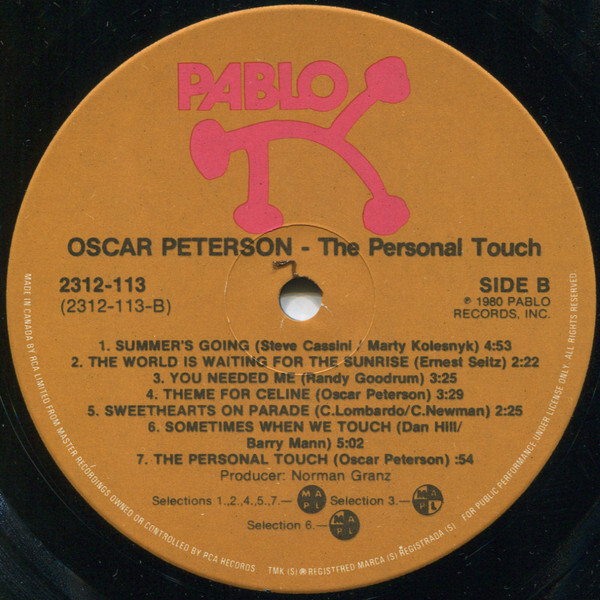 PABLO
OSCAR PETERSON - The Personal Touch
2312-113
(2312-113-B)
SIDE B
℗ 1980 PABLO
RECORDS, INC.
1. SUMMER'S GOING (Steve Cassini / Marty Kolesnyk) 4:53
2. THE WORLD IS WAITING FOR THE SUNRISE (Ernest Seitz) 2:22
3. YOU NEEDED ME (Randy Goodrum) 3:25
4. THEME FOR CELINE (Oscar Peterson) 3:29
5. SWEETHEARTS ON PARADE (C.Lombardo/C.Newman) 2:25
6. SOMETIMES WHEN WE TOUCH (Dan Hill/
Barry Mann) 5:02
7. THE PERSONAL TOUCH (Oscar Peterson) :54
Producer: Norman Granz
Selections 1.,2.,4.,5.,7.— MAPL Selection 3.— MAPL
Selection 6.— MAPL
MADE IN CANADA BY RCA LIMITED FROM MASTER RECORDINGS OWNED OR CONTROLLED BY RCA RECORDS
TMK (S) ® REGISTERED MARCA (S) REGISTRADA (S)
FOR PUBLIC PERFORMANCE UNDER LICENSE ONLY. ALL RIGHTS RESERVED